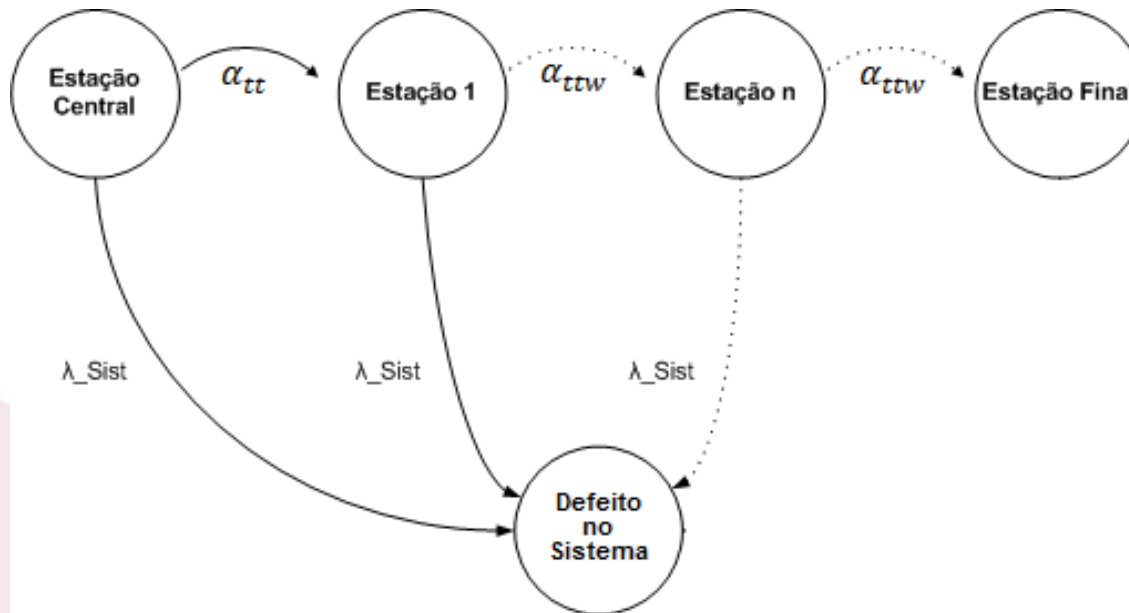 Estação
Central
α_tt
Estação 1
α_ttw
Estação n
α_ttw
Estação Fina
λ_Sist
λ_Sist
λ_Sist
Defeito
no
Sistema